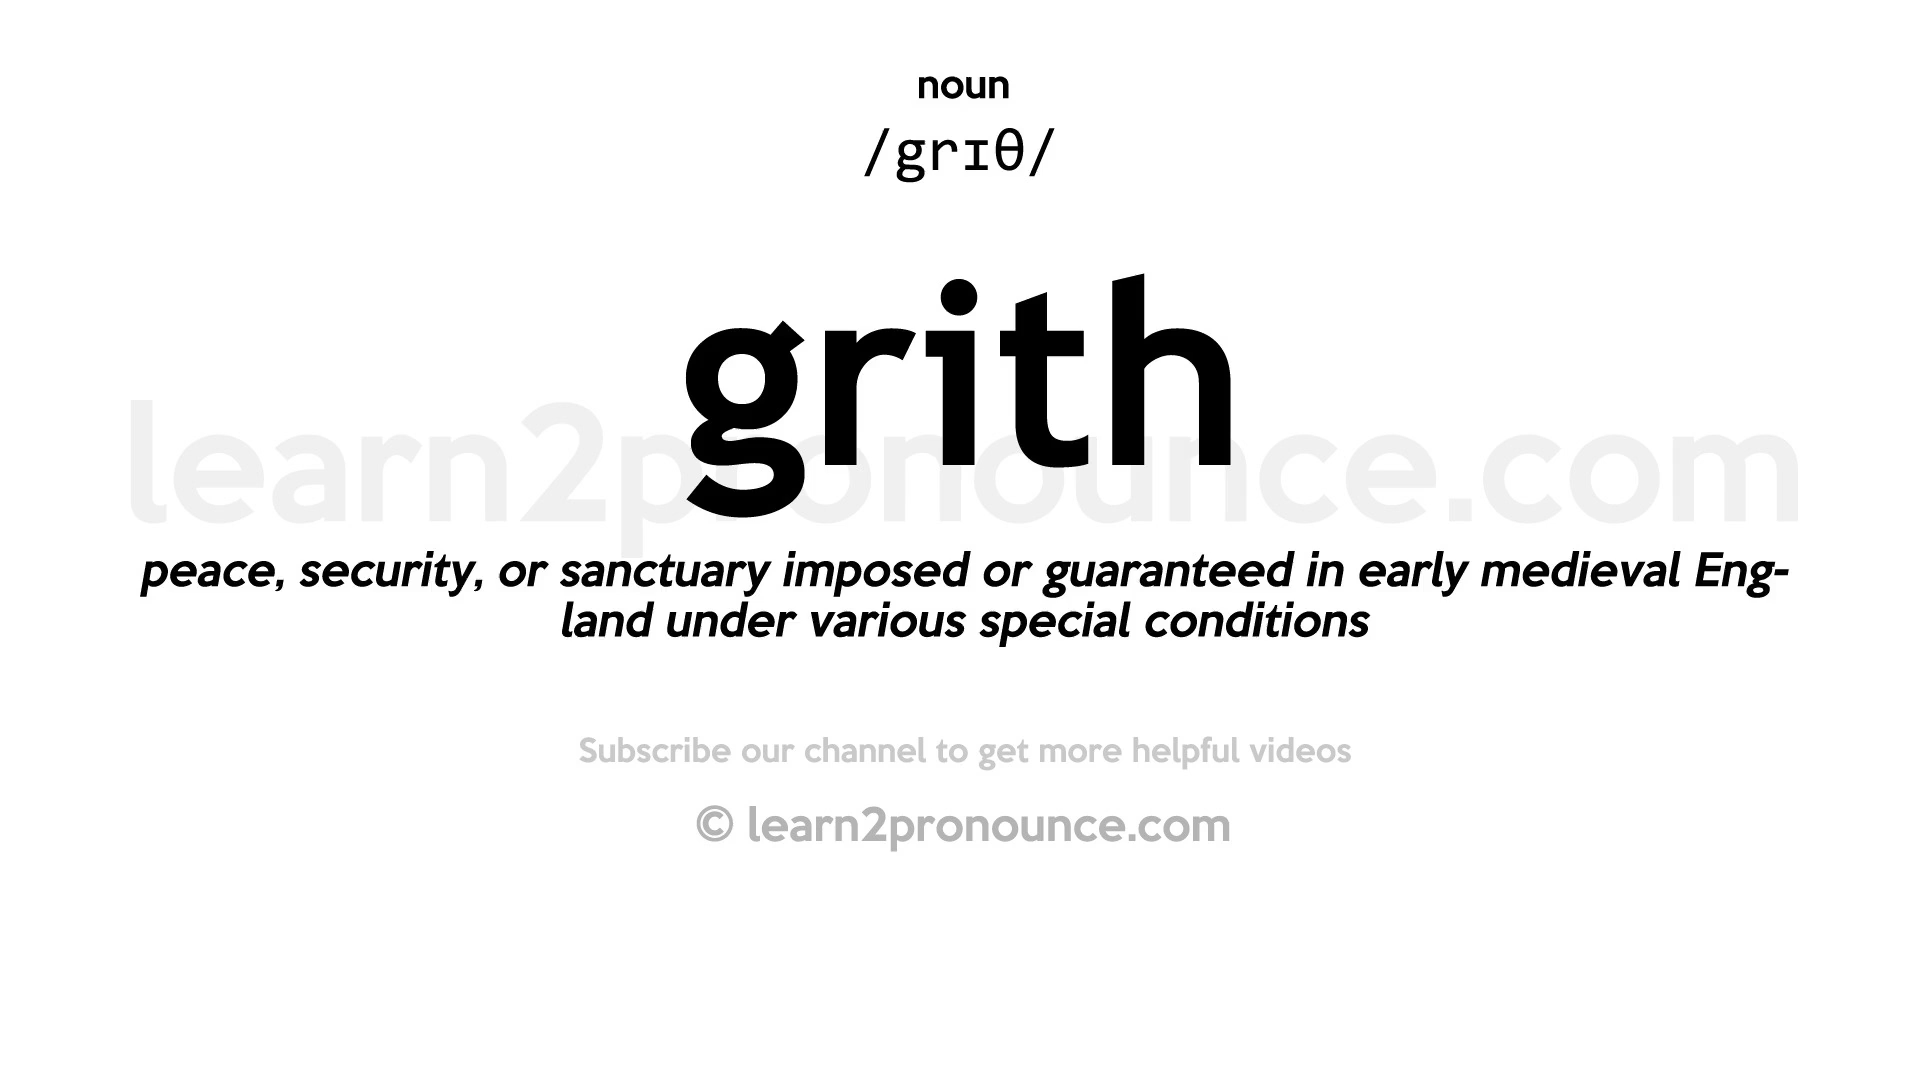 noun
/grɪθ/
grith
learn2pronounce.com
peace, security, or sanctuary imposed or guaranteed in early medieval Eng-
land under various special conditions
Subscribe our channel to get more helpful videos
© learn2pronounce.com